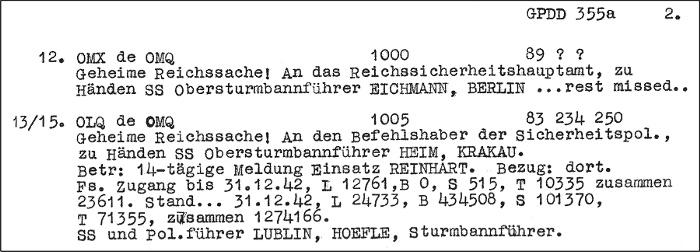 GPDD 355a 2.
12. OMX de OMQ 1000 89 ? ?
Geheime Reichssache! An das Reichssicherheitshauptamt, zu
Händen SS Obersturmbannführer EICHMANN, BERLIN ...rest missed..
13/15. OLQ de OMQ 1005 83 234 250
Geheime Reichssache! An den Befehlshaber der Sicherheitspol.,
zu Händen SS Obersturmbannführer HEIM, KRAKAU.
Betr: 14-tägige Meldung Einsatz REINHART. Bezug: dort.
Fs. Zugang bis 31.12.42, L 12761,B 0, S 515, T 10335 zusammen
23611. Stand... 31.12.42, L 24733, B 434508, S 101370,
T 71355, zusammen 1274166.
SS und Pol.führer LUBLIN, HOEFLE, Sturmbannführer.